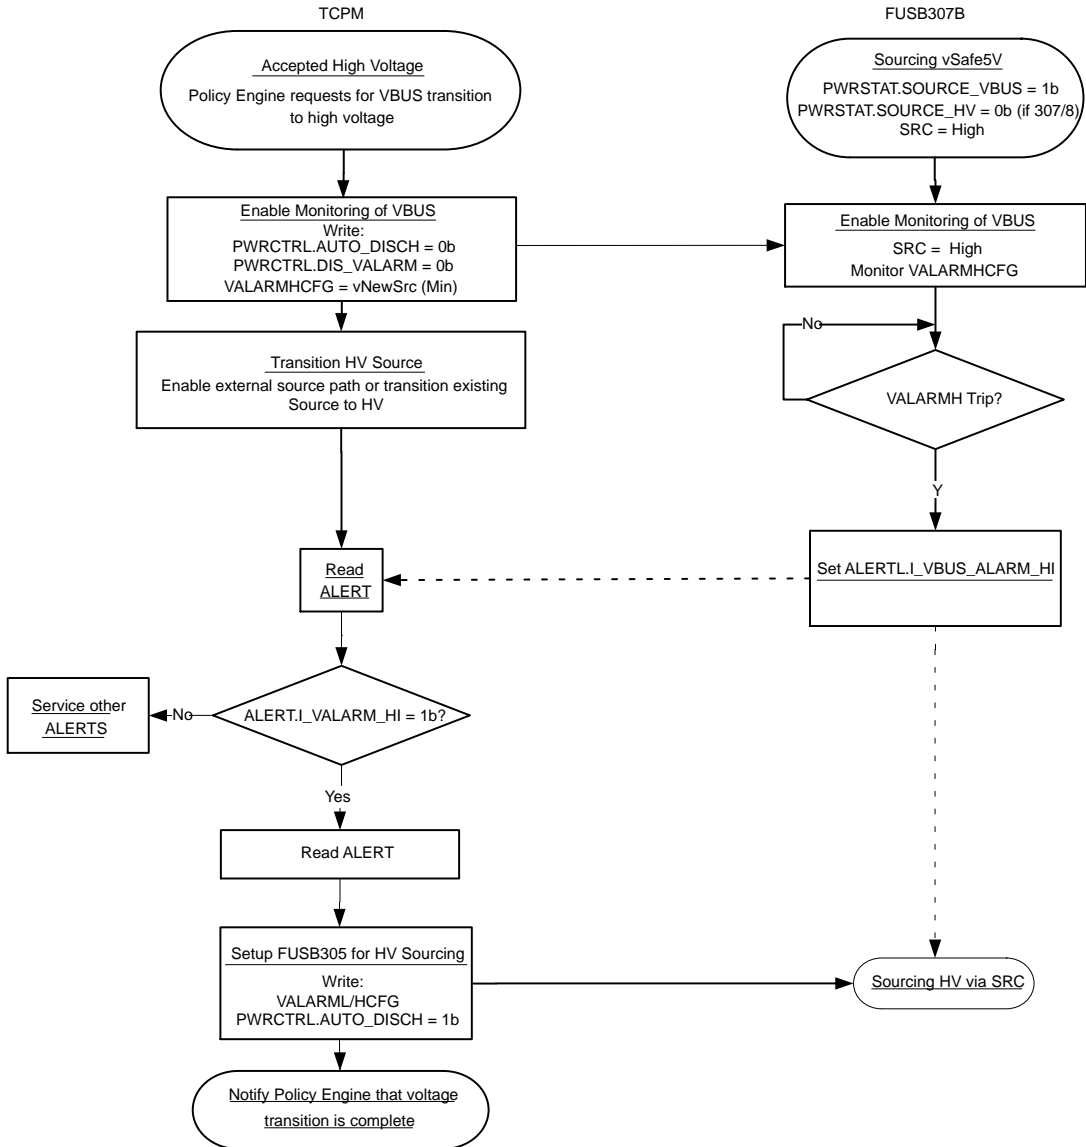 TCPM
FUSB307B
Accepted High Voltage
Policy Engine requests for VBUS transition
to high voltage
Sourcing vSafe5V
PWRSTAT.SOURCE_VBUS = 1b
PWRSTAT.SOURCE_HV = 0b (if 307/8)
SRC = High
Enable Monitoring of VBUS
Write:
PWRCTRL.AUTO_DISCH = 0b
PWRCTRL.DIS_VALARM = 0b
VALARMHCFG = vNewSrc (Min)
Enable Monitoring of VBUS
SRC = High
Monitor VALARMHCFG
No
Transition HV Source
Enable external source path or transition existing
Source to HV
VALARMH Trip?
Y
Read
ALERT
Set ALERTL.I_VBUS_ALARM_HI
Service other
ALERTS
No
ALERT.I_VALARM_HI = 1b?
Yes
Read ALERT
Setup FUSB305 for HV Sourcing
Write:
VALARML/HCFG
PWRCTRL.AUTO_DISCH = 1b
Sourcing HV via SRC
Notify Policy Engine that voltage
transition is complete